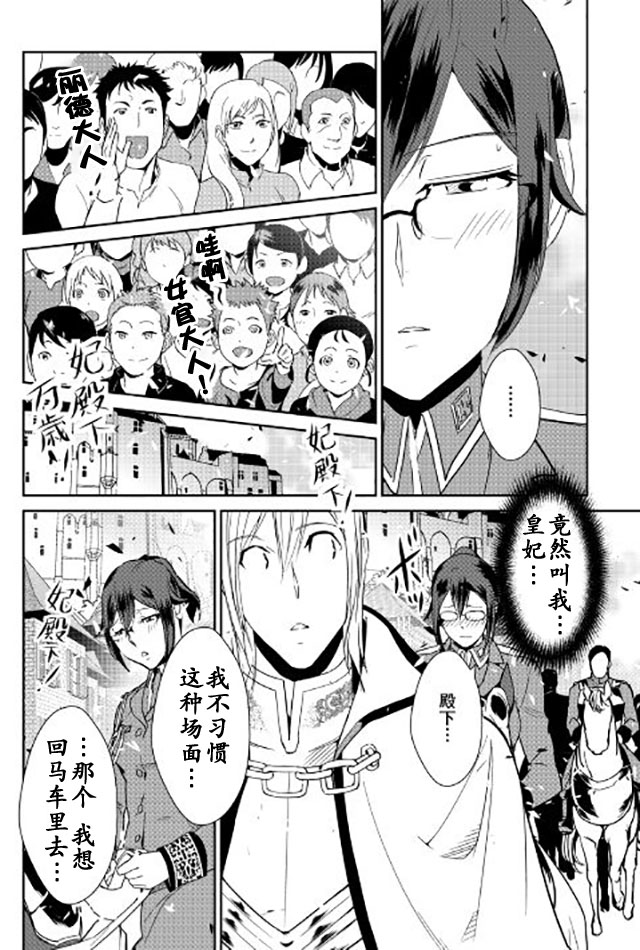 ……
丽德大人!
哇啊
女官大人!
妃殿下
万歳!!
妃殿下!
竟然叫我…
皇妃…
殿下…
我不习惯
这种场面…
妃殿下!
…那个 我想
回马车里去…